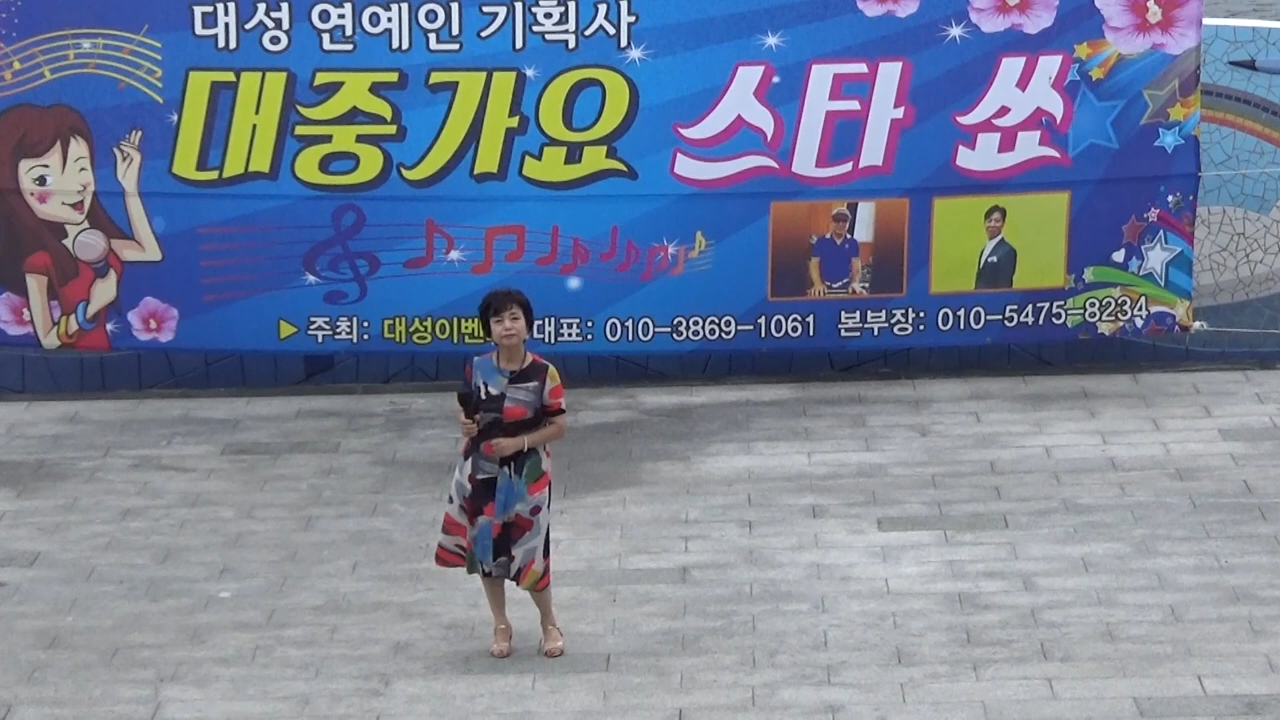 대성 연예인 기획사
대중가요 스타 쑈
▶주최: 대성이벤 대표: 010-3869-1061 본부장: 010-5475-8234